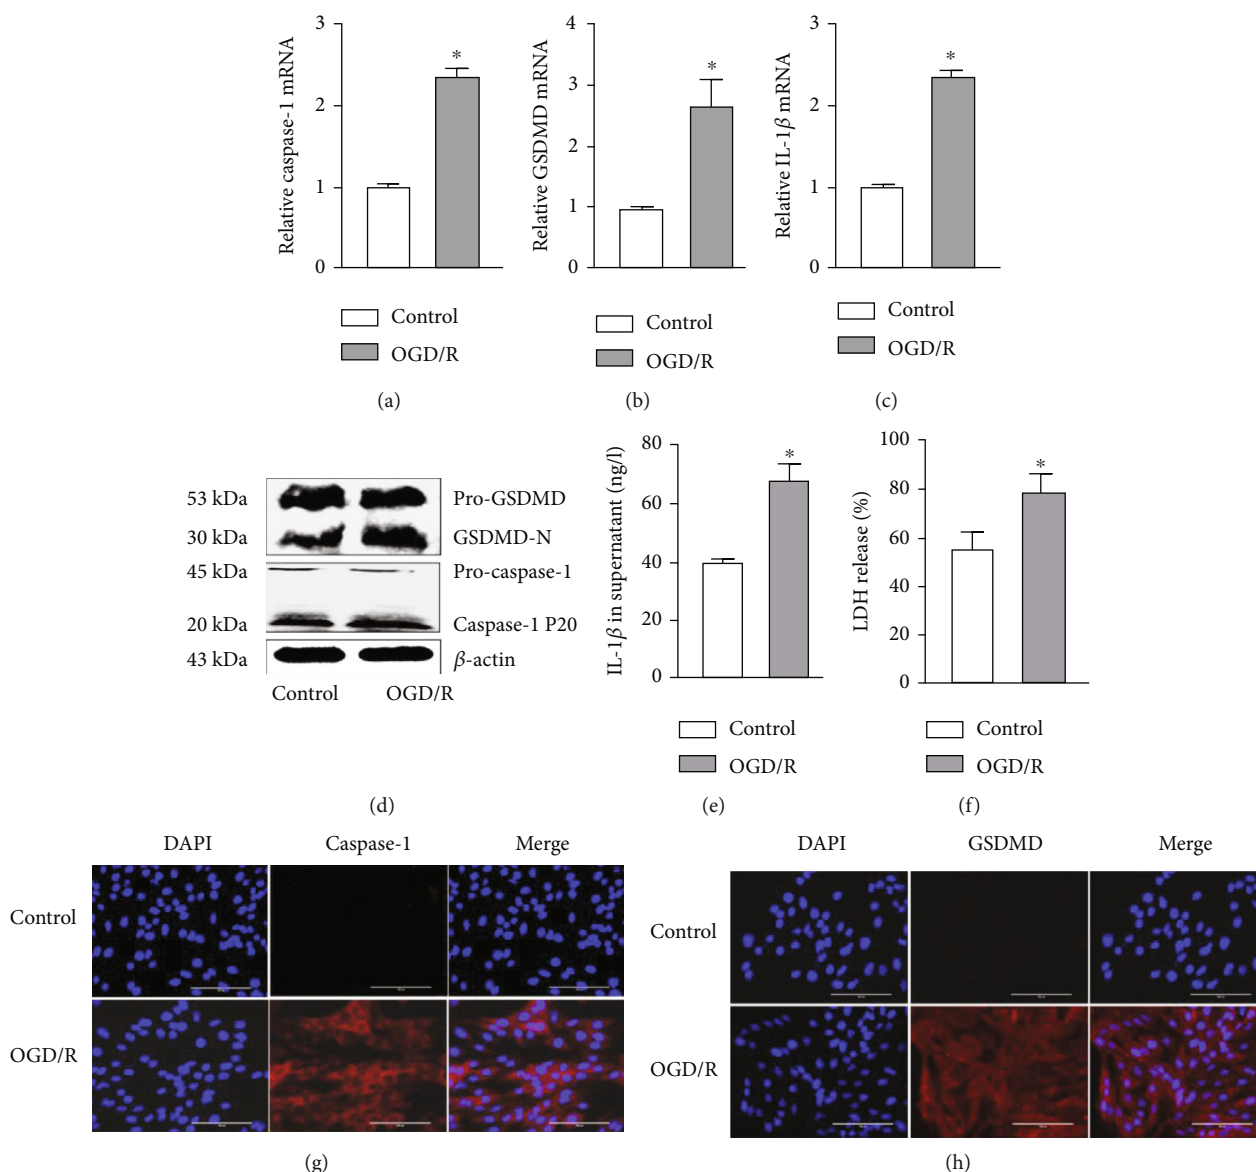 Relative caspase-1 mRNA
3
2
1
0
*
Control
OGD/R
(a)
Relative GSDMD mRNA
4
3
2
1
0
*
Control
OGD/R
(b)
Relative IL-1β mRNA
3
2
1
0
*
Control
OGD/R
(c)
53 kDa Pro-GSDMD
30 kDa GSDMD-N
45 kDa Pro-caspase-1
20 kDa Caspase-1 P20
43 kDa β-actin
Control OGD/R
(d)
IL-1β in supernatant (ng/l)
80
60
40
20
0
*
Control
OGD/R
(e)
LDH release (%)
100
80
60
40
20
0
*
Control
OGD/R
(f)
DAPI Caspase-1 Merge
Control
OGD/R
(g)
DAPI GSDMD Merge
Control
OGD/R
(h)